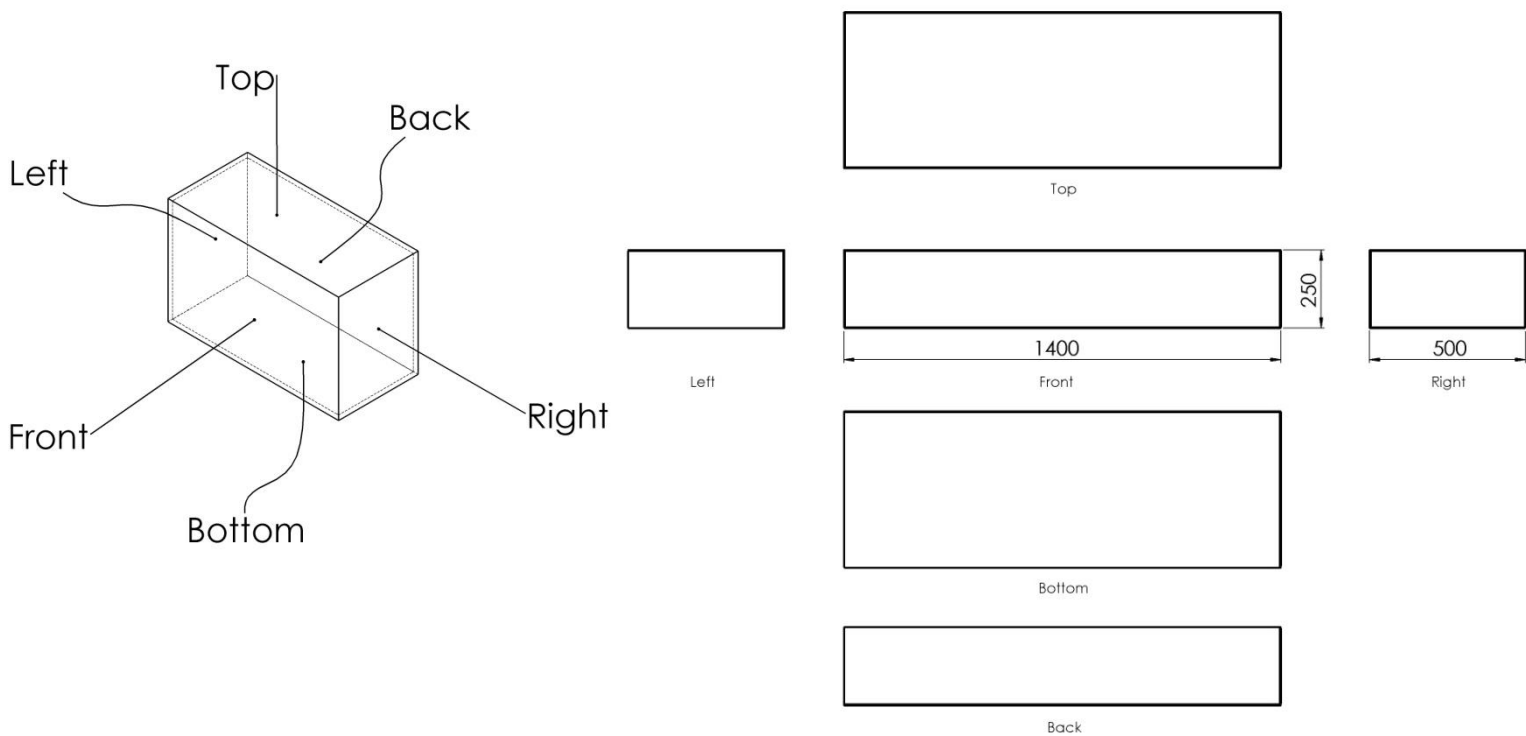 Top
Back
Left
Front
Right
Bottom
Top
Left
1400
Front
250
500
Right
Bottom
Back